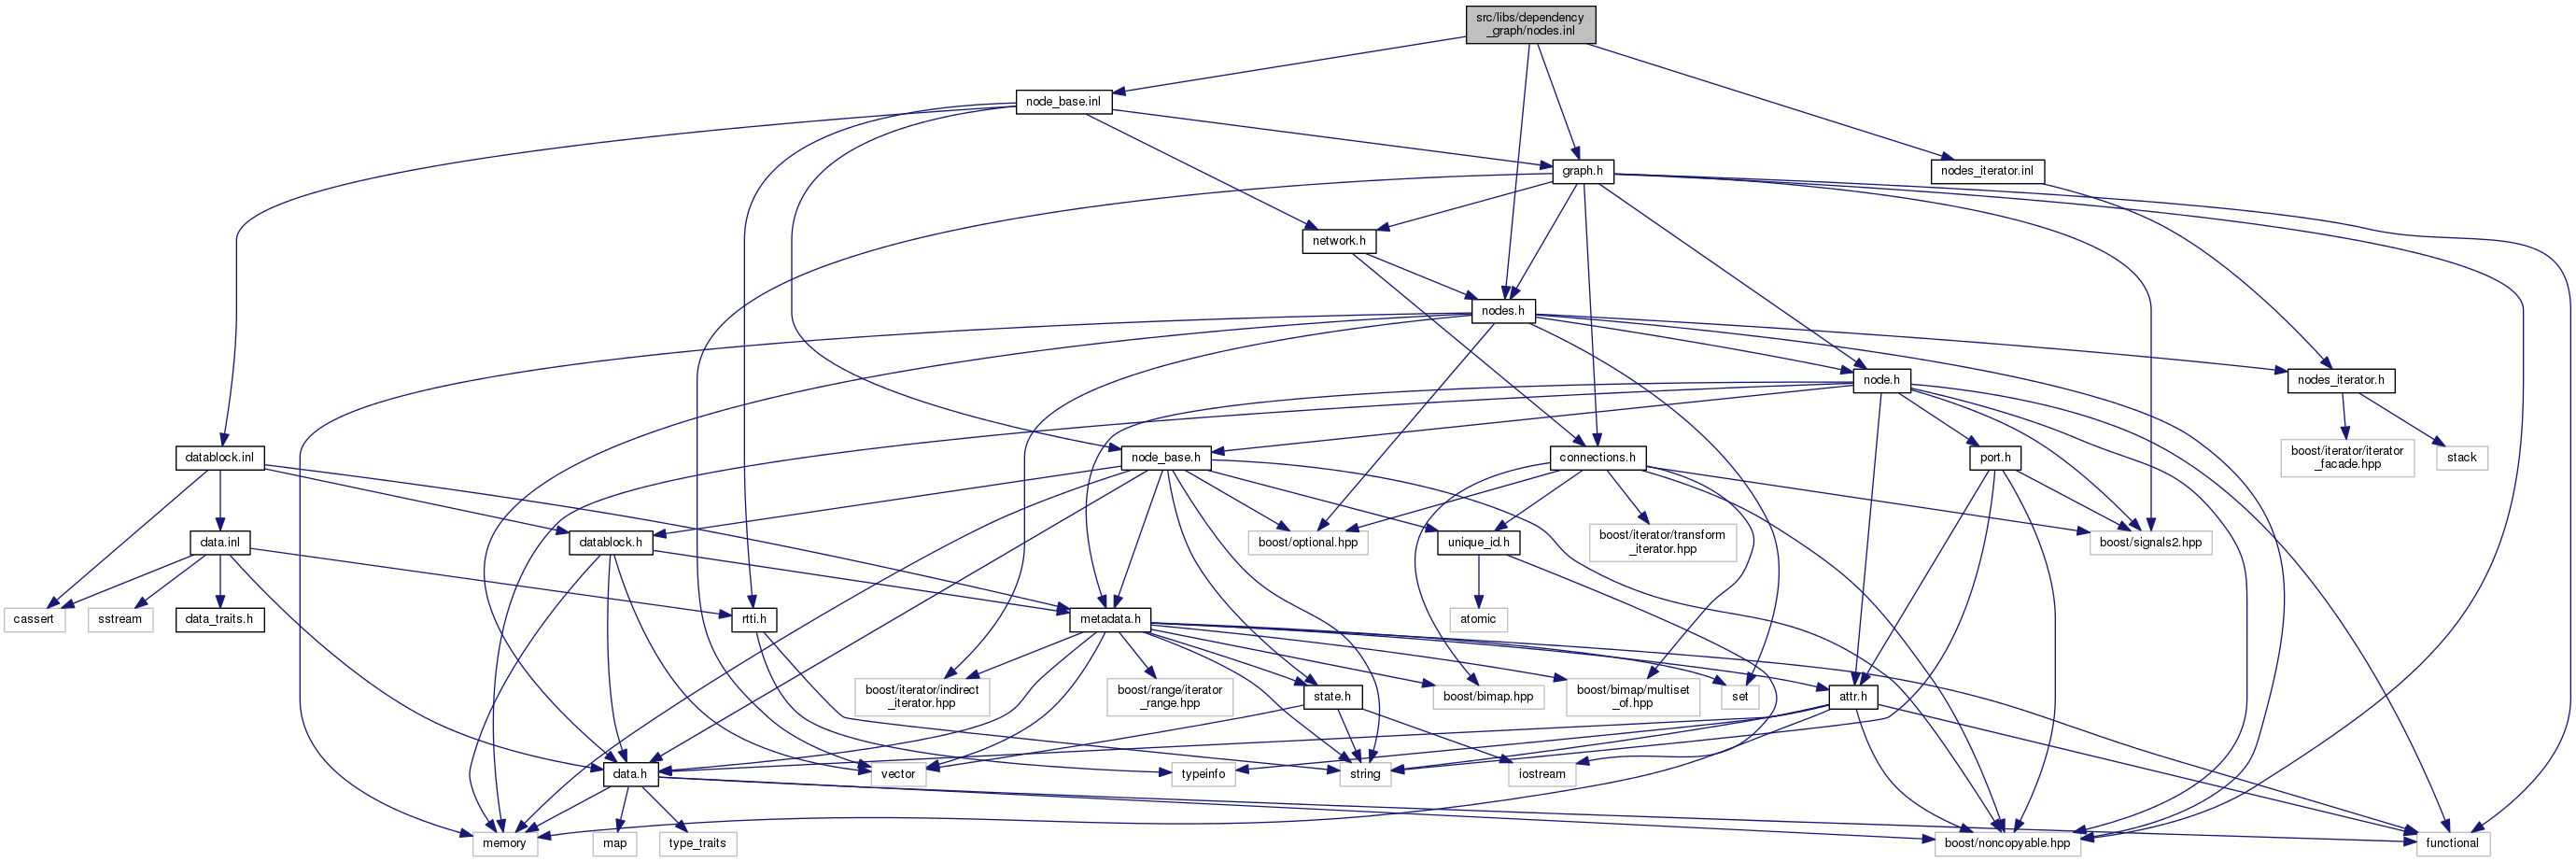 src/libs/dependency
_graph/nodes.inl
node_base.inl
graph.h
nodes_iterator.inl
network.h
nodes.h
node.h
nodes_iterator.h
datablock.inl
node_base.h
connections.h
port.h
boost/iterator/iterator
_facade.hpp
stack
data.inl
datablock.h
boost/optional.hpp
unique_id.h
boost/iterator/transform
_iterator.hpp
boost/signals2.hpp
cassert
sstream
data_traits.h
rtti.h
metadata.h
atomic
boost/iterator/indirect
_iterator.hpp
boost/range/iterator
_range.hpp
state.h
boost/bimap.hpp
boost/bimap/multiset
_of.hpp
set
attr.h
data.h
vector
typeinfo
string
iostream
memory
map
type_traits
boost/noncopyable.hpp
functional